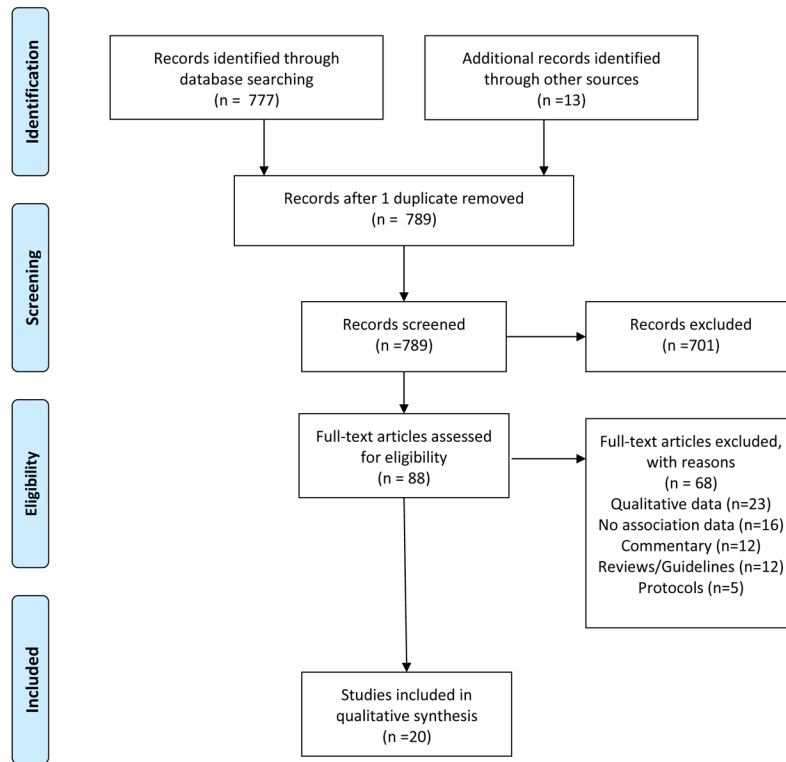 Identification
Records identified through
database searching
(n = 777)
Additional records identified
through other sources
(n =13)
Records after 1 duplicate removed
(n = 789)
Screening
Records screened
(n =789)
Records excluded
(n =701)
Eligibility
Full-text articles assessed
for eligibility
(n = 88)
Full-text articles excluded,
with reasons
(n = 68)
Qualitative data (n=23)
No association data (n=16)
Commentary (n=12)
Reviews/Guidelines (n=12)
Protocols (n=5)
Included
Studies included in
qualitative synthesis
(n =20)